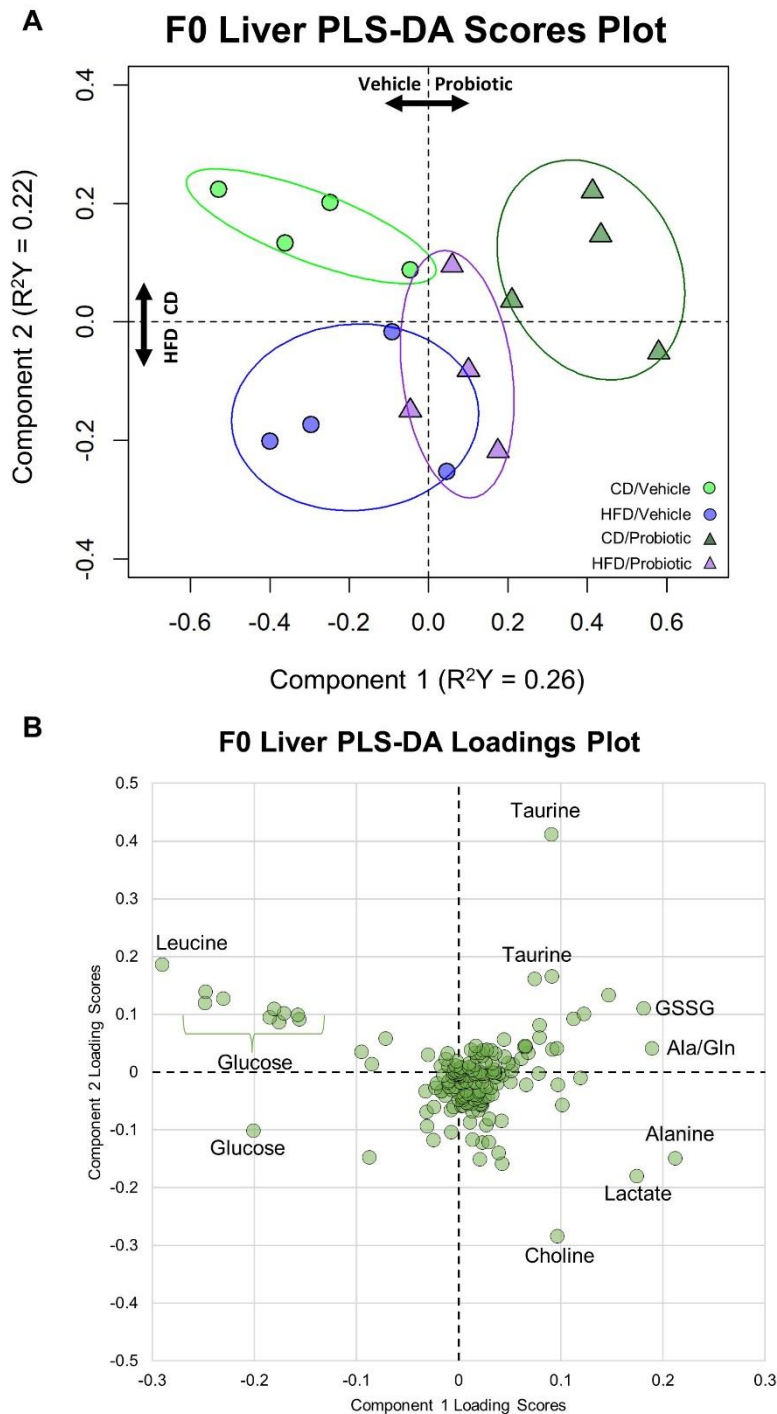 A
F0 Liver PLS-DA Scores Plot
Vehicle Probiotic
0.4
0.2
0.0
-0.2
-0.4
Component 2 (R²Y = 0.22)
HFD CD
CD/Vehicle
HFD/Vehicle
CD/Probiotic
HFD/Probiotic
-0.6 -0.4 -0.2 0.0 0.2 0.4 0.6
Component 1 (R²Y = 0.26)
B
F0 Liver PLS-DA Loadings Plot
0.5
0.4
0.3
0.2
0.1
0
-0.1
-0.2
-0.3
-0.4
-0.5
Component 2 Loading Scores
Taurine
Leucine
Taurine
GSSG
Ala/Gln
Glucose
Glucose
Alanine
Lactate
Choline
-0.3 -0.2 -0.1 0 0.1 0.2 0.3
Component 1 Loading Scores